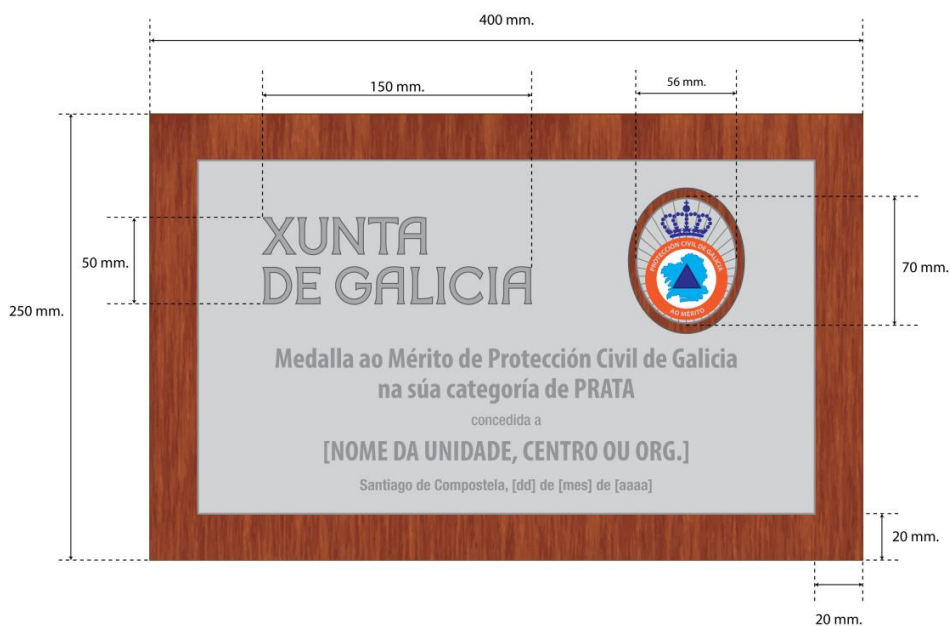 400 mm.
150 mm.
56 mm.
50 mm.
250 mm.
70 mm.
XUNTA
DE GALICIA
PROTECCIÓN CIVIL DE GALICIA
AO MÉRITO
Medalla ao Mérito de Protección Civil de Galicia
na súa categoría de PRATA
concedida a
[NOME DA UNIDADE, CENTRO OU ORG.]
Santiago de Compostela, [dd] de [mes] de [aaaa]
20 mm.
20 mm.